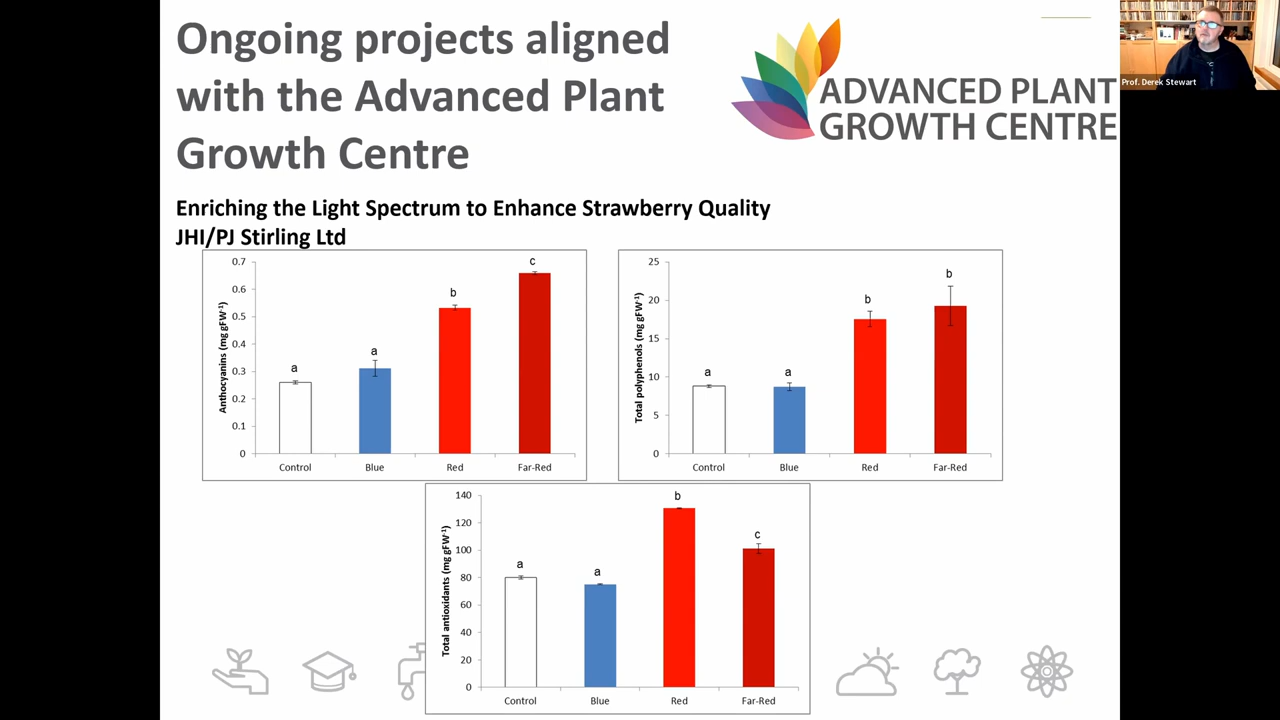 Ongoing projects aligned
with the Advanced Plant
Growth Centre
ADVANCED PLANT
GROWTH CENTRE
Prof. Derek Stewart
Enriching the Light Spectrum to Enhance Strawberry Quality
JHI/PJ Stirling Ltd
Anthocyanins (mg gFW⁻¹)
0.7
0.6
0.5
0.4
0.3
0.2
0.1
0
a
a
b
c
Control
Blue
Red
Far-Red
Total polyphenols (mg gFW⁻¹)
25
20
15
10
5
0
a
a
b
b
Control
Blue
Red
Far-Red
Total antioxidants (mg gFW⁻¹)
140
120
100
80
60
40
20
0
a
a
b
c
Control
Blue
Red
Far-Red